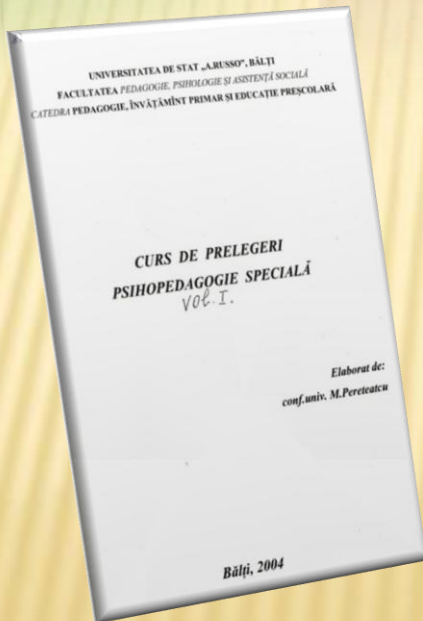 UNIVERSITATEA DE STAT „A.RUSSO”, BĂLŢI
FACULTATEA PEDAGOGIE, PSIHOLOGIE ŞI ASISTENŢĂ SOCIALĂ
CATEDRA PEDAGOGIE, ÎNVĂŢĂMÎNT PRIMAR ŞI EDUCAŢIE PREŞCOLARĂ
CURS DE PRELEGERI
PSIHOPEDAGOGIE SPECIALĂ
Vol. I.
Elaborat de:
conf.univ. M.Pereteatcu
Bălţi, 2004